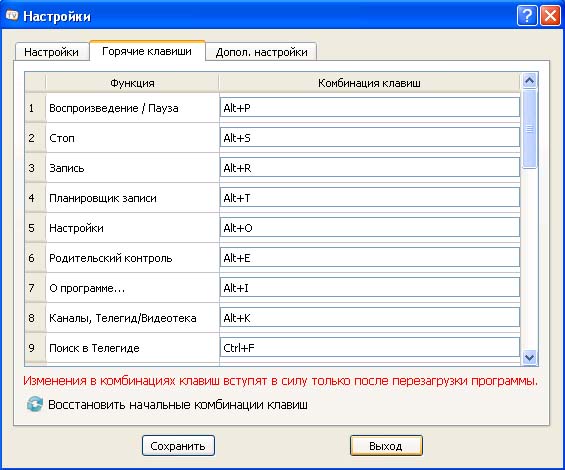 TV Настройки
Настройки Горячие клавиши Допол. настройки
Функция Комбинация клавиш
1 Воспроизведение / Пауза Alt+P
2 Стоп Alt+S
3 Запись Alt+R
4 Планировщик записи Alt+T
5 Настройки Alt+O
6 Родительский контроль Alt+E
7 О программе... Alt+I
8 Каналы, Телегид/Видеотека Alt+K
9 Поиск в Телегиде Ctrl+F
Изменения в комбинациях клавиш вступят в силу только после перезагрузки программы.
Восстановить начальные комбинации клавиш
Сохранить Выход